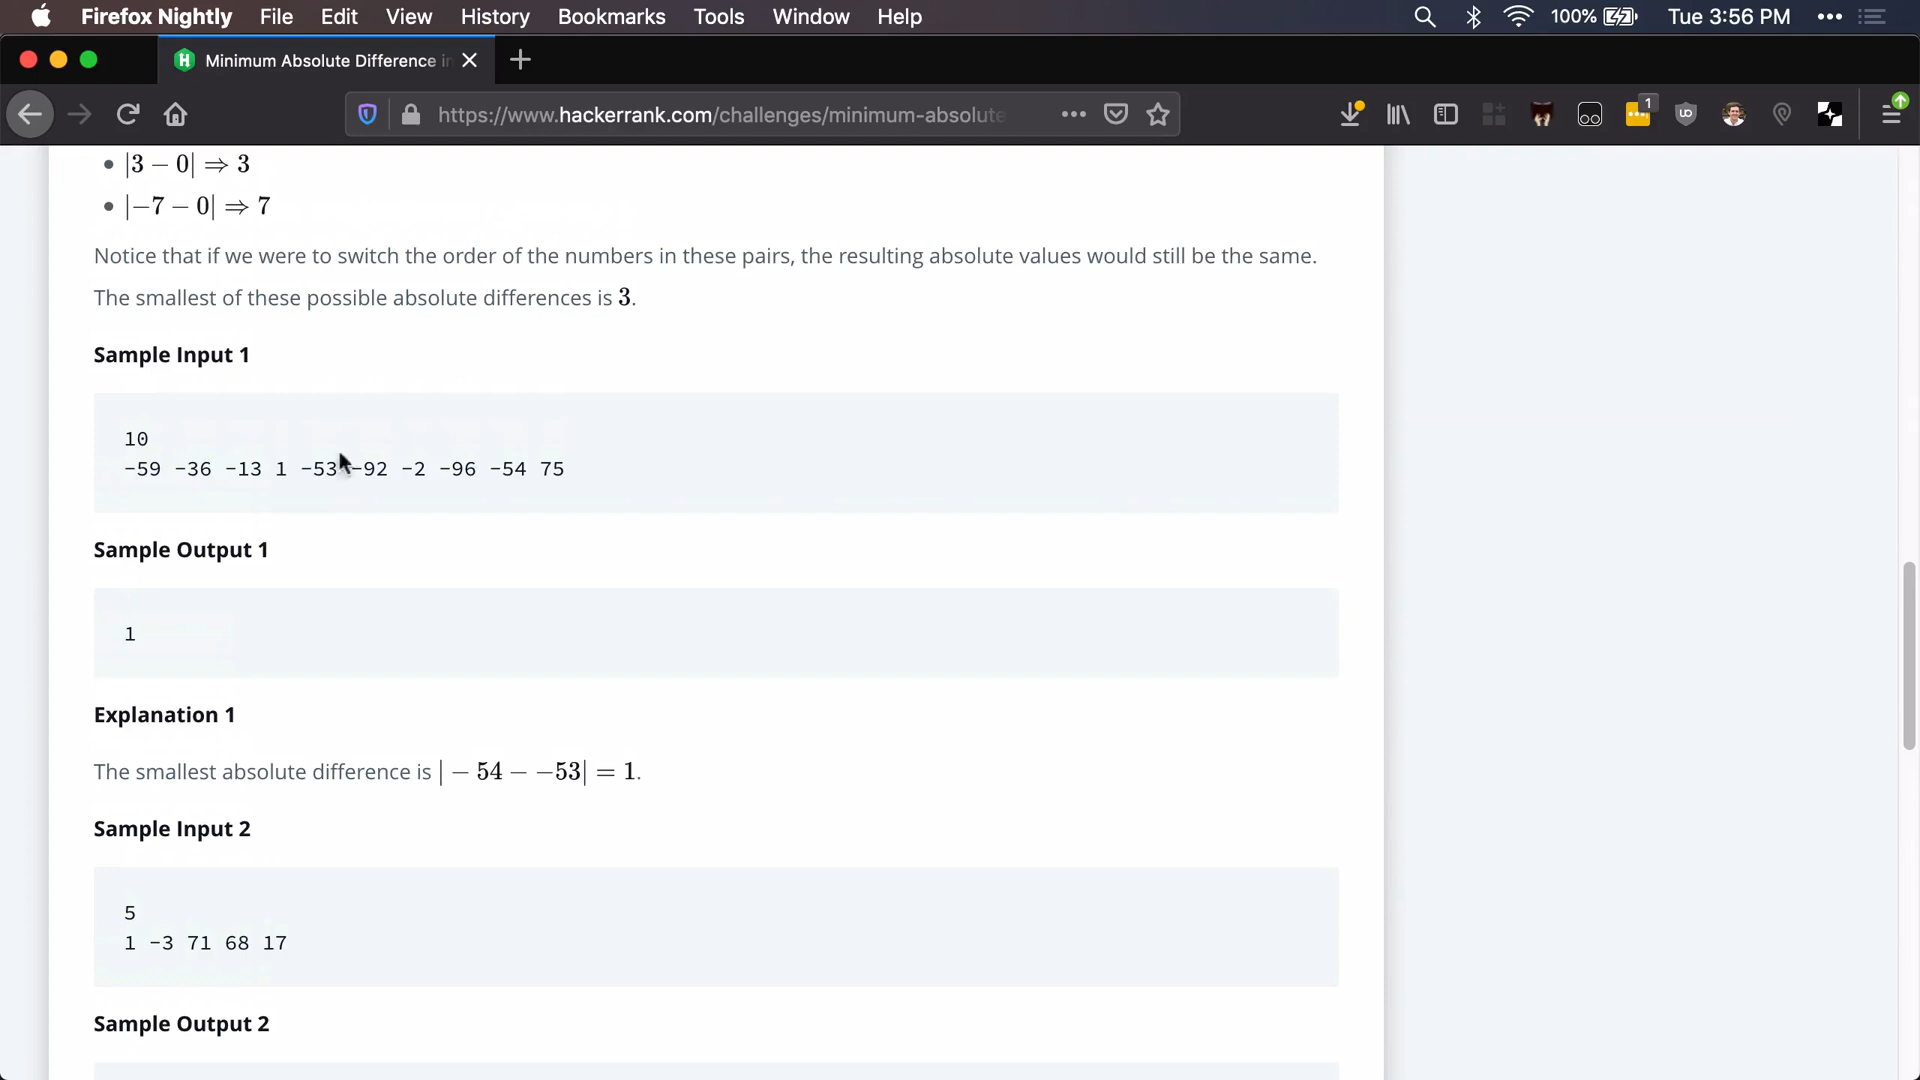 Firefox Nightly File Edit View History Bookmarks Tools Window Help 100% Tue 3:56 PM
Minimum Absolute Difference in
https://www.hackerrank.com/challenges/minimum-absolute 1
• |3 − 0| ⇒ 3
• |−7 − 0| ⇒ 7
Notice that if we were to switch the order of the numbers in these pairs, the resulting absolute values would still be the same.
The smallest of these possible absolute differences is 3.
Sample Input 1
10
-59 -36 -13 1 -53 -92 -2 -96 -54 75
Sample Output 1
1
Explanation 1
The smallest absolute difference is | − 54 − −53| = 1.
Sample Input 2
5
1 -3 71 68 17
Sample Output 2